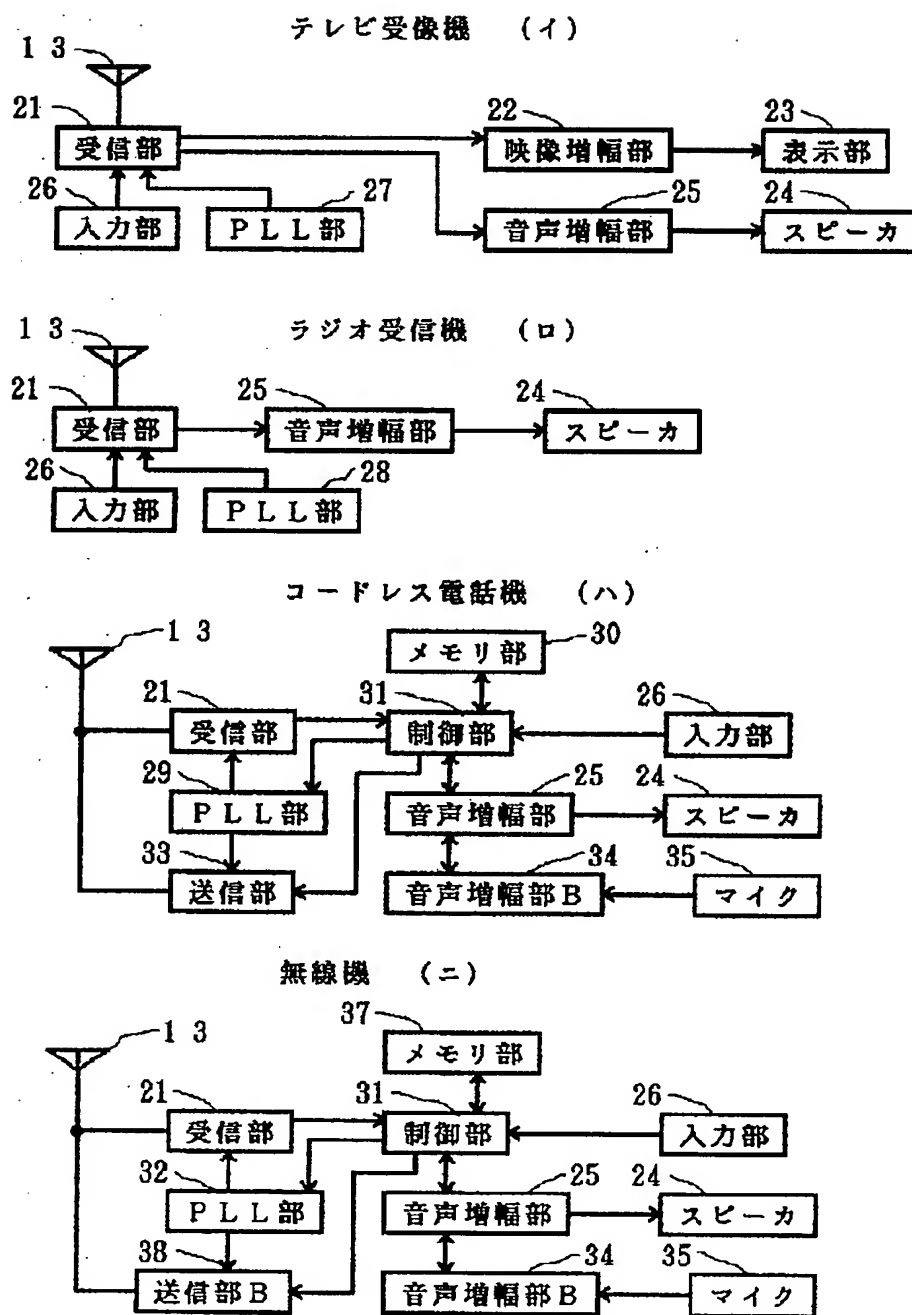 テレビ受像機 (イ)
1 3
21
受信部
22
映像増幅部
23
表示部
26
入力部
27
PLL部
25
音声増幅部
24
スピーカ
ラジオ受信機 (ロ)
1 3
21
受信部
25
音声増幅部
24
スピーカ
26
入力部
28
PLL部
コードレス電話機 (ハ)
1 3
メモリ部
30
21
受信部
31
制御部
26
入力部
29
PLL部
25
音声増幅部
24
スピーカ
33
送信部
34
音声増幅部B
35
マイク
無線機 (ニ)
1 3
37
メモリ部
21
受信部
31
制御部
26
入力部
32
PLL部
25
音声増幅部
24
スピーカ
38
送信部B
34
音声増幅部B
35
マイク